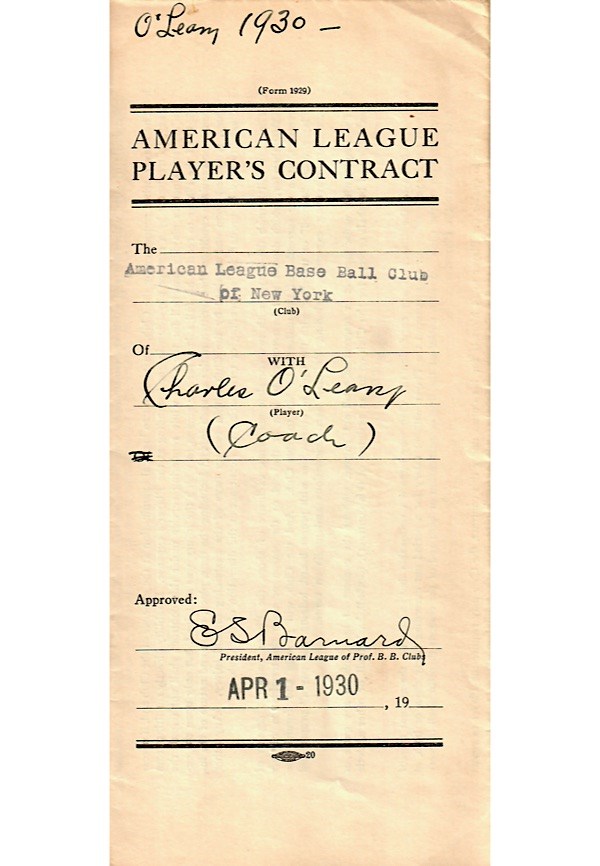 O'Leary 1930 —
(Form 1929)
AMERICAN LEAGUE
PLAYER'S CONTRACT
The
American League Base Ball Club
of New York
(Club)
Of
WITH
Charles O'Leary
(Player)
(Coach)
Approved:
E S Barnard
President, American League of Prof. B. B. Clubs
APR 1 - 1930
, 19
20